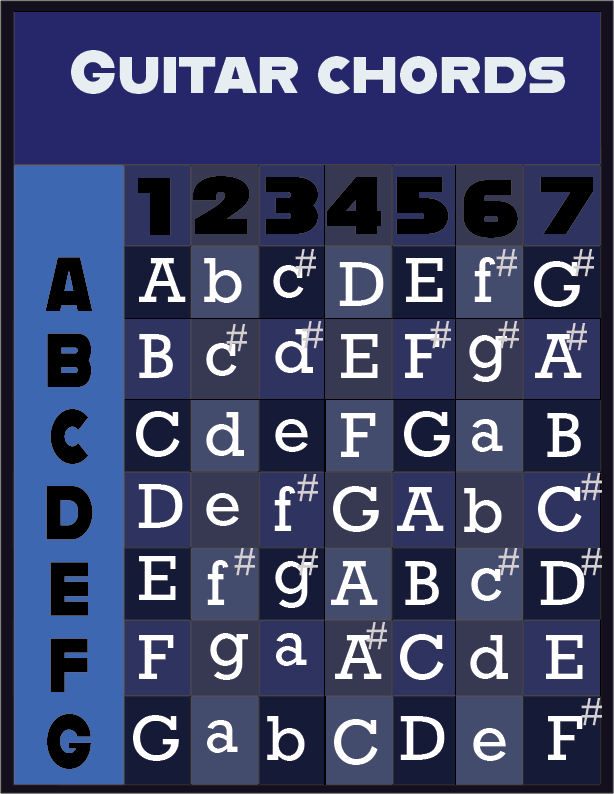 GUITAR CHORDS
1 2 3 4 5 6 7
A A b c# D E f# G#
B B c# d# E F# g# A#
C C d e F G a B
D D e f# G A b C#
E E f# g# A B c# D#
F F g a A# C d E
G G a b C D e F#